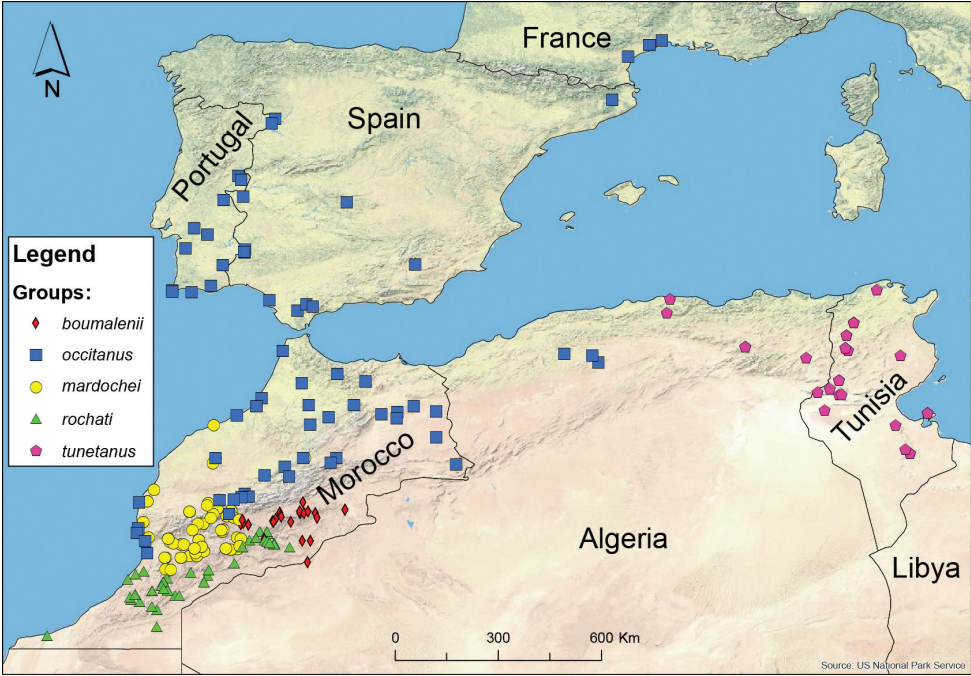 France
N
Spain
Portugal
Legend
Groups:
boumalenii
occitanus
mardochei
rochati
tunetanus
Tunisia
Morocco
Algeria
Libya
0 300 600 Km
Source: US National Park Service